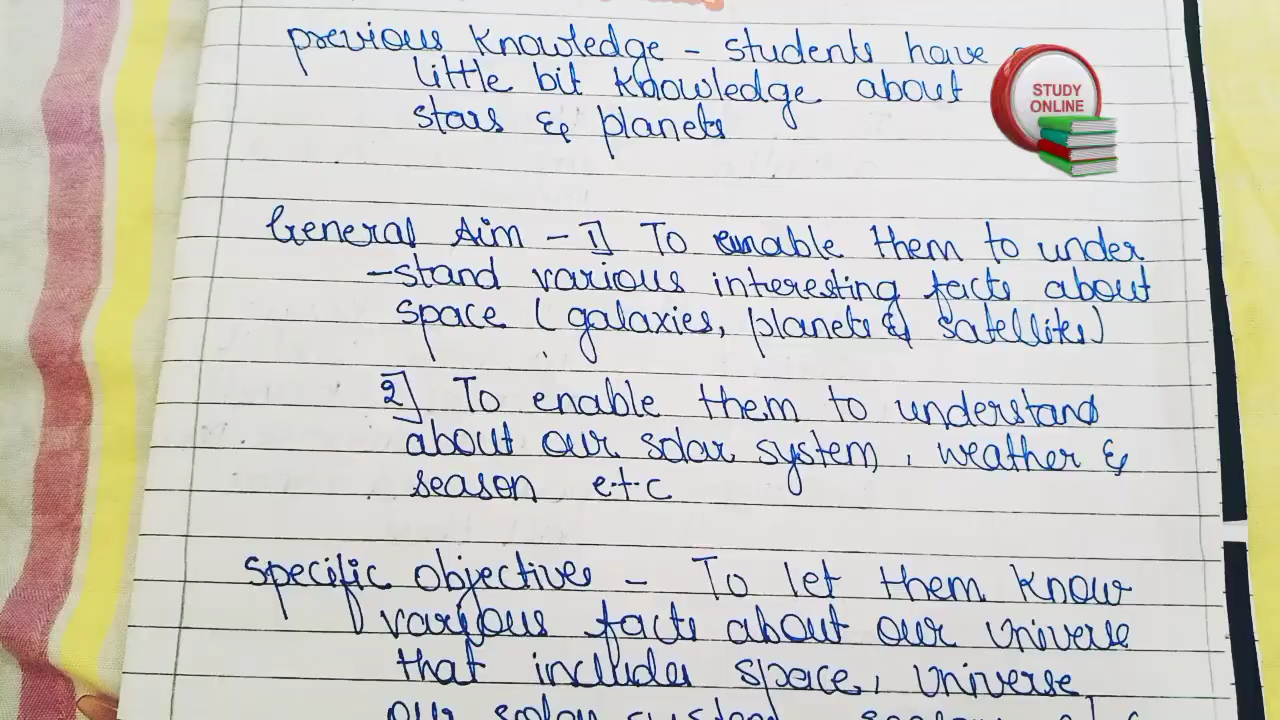 previous knowledge - students have
little bit knowledge about
stars & planets
STUDY
ONLINE
General Aim - 1] To enable them to under
-stand various interesting facts about
space (galaxies, planets & satellites)
2] To enable them to understand
about our solar system, weather &
season e.t.c
specific objectives - To let them know
various facts about our universe
that includes space, universe,
our